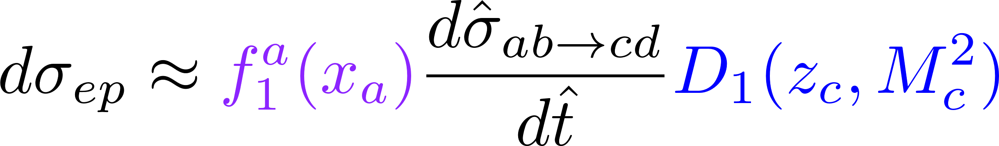 dσ_{ep} ≈ f_1^a(x_a) \frac{d\hat{σ}_{ab→cd}}{d\hat{t}} D_1(z_c, M_c^2)